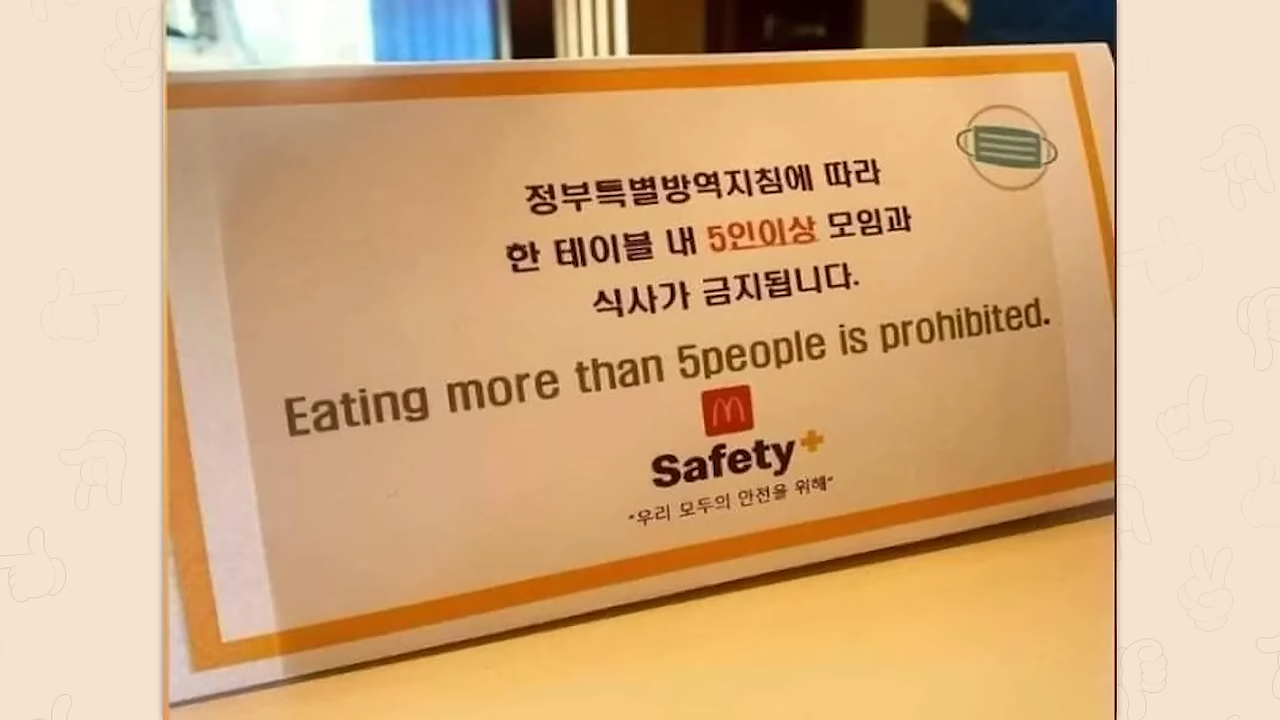 정부특별방역지침에 따라
한 테이블 내 5인이상 모임과
식사가 금지됩니다.
Eating more than 5people is prohibited.
Safety+
"우리 모두의 안전을 위해"